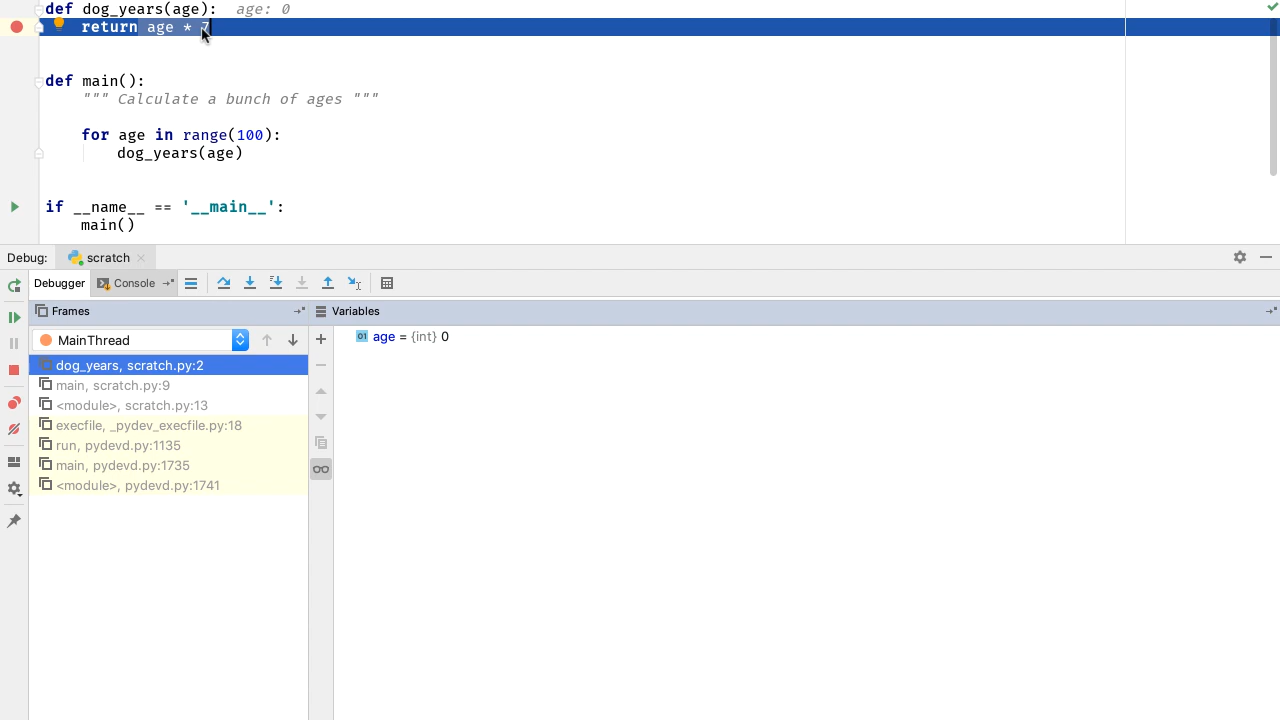 def dog_years(age):  age: 0
    return age * 7
def main():
    """ Calculate a bunch of ages """
    for age in range(100):
        dog_years(age)
if __name__ == '__main__':
    main()
Debug: scratch
Debugger Console
Frames Variables
MainThread
age = {int} 0
dog_years, scratch.py:2
main, scratch.py:9
<module>, scratch.py:13
execfile, _pydev_execfile.py:18
run, pydevd.py:1135
main, pydevd.py:1735
<module>, pydevd.py:1741